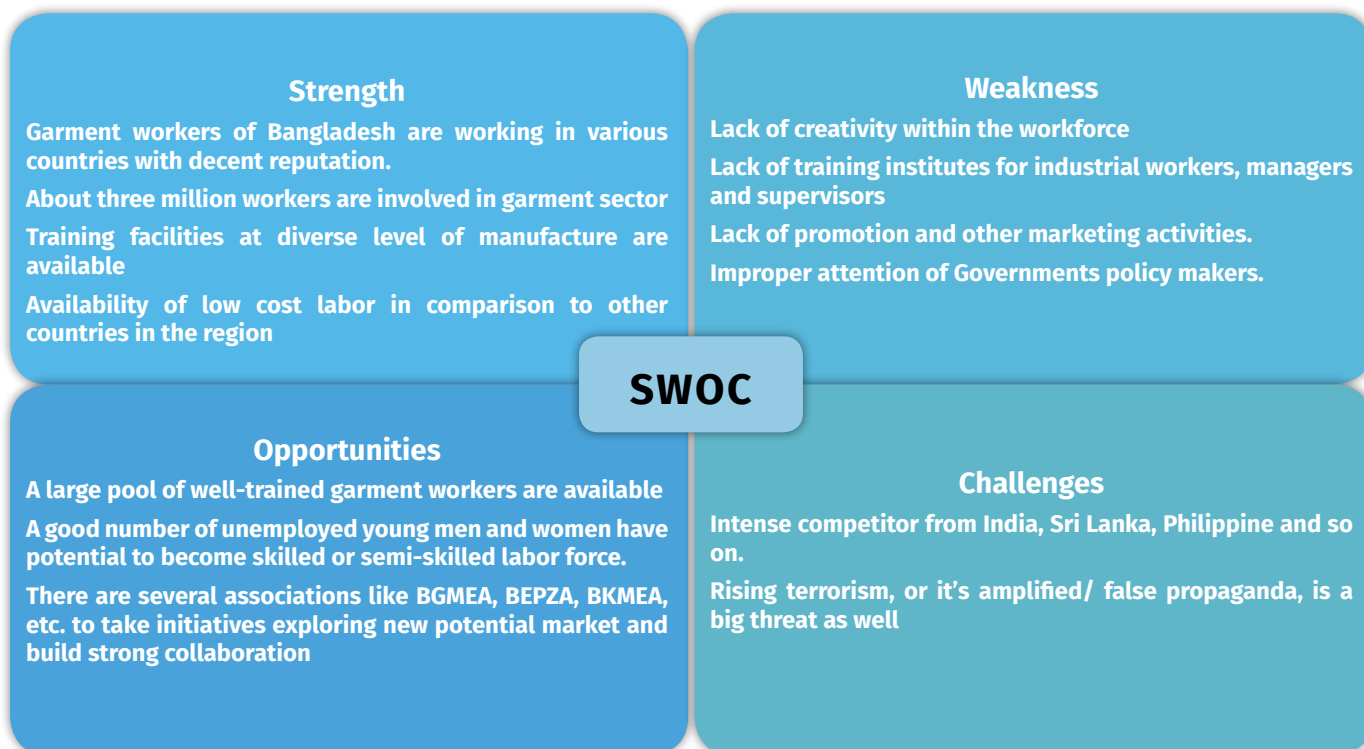 Strength
Garment workers of Bangladesh are working in various
countries with decent reputation.
About three million workers are involved in garment sector
Training facilities at diverse level of manufacture are
available
Availability of low cost labor in comparison to other
countries in the region
Weakness
Lack of creativity within the workforce
Lack of training institutes for industrial workers, managers
and supervisors
Lack of promotion and other marketing activities.
Improper attention of Governments policy makers.
SWOC
Opportunities
A large pool of well-trained garment workers are available
A good number of unemployed young men and women have
potential to become skilled or semi-skilled labor force.
There are several associations like BGMEA, BEPZA, BKMEA,
etc. to take initiatives exploring new potential market and
build strong collaboration
Challenges
Intense competitor from India, Sri Lanka, Philippine and so
on.
Rising terrorism, or it's amplified/ false propaganda, is a
big threat as well